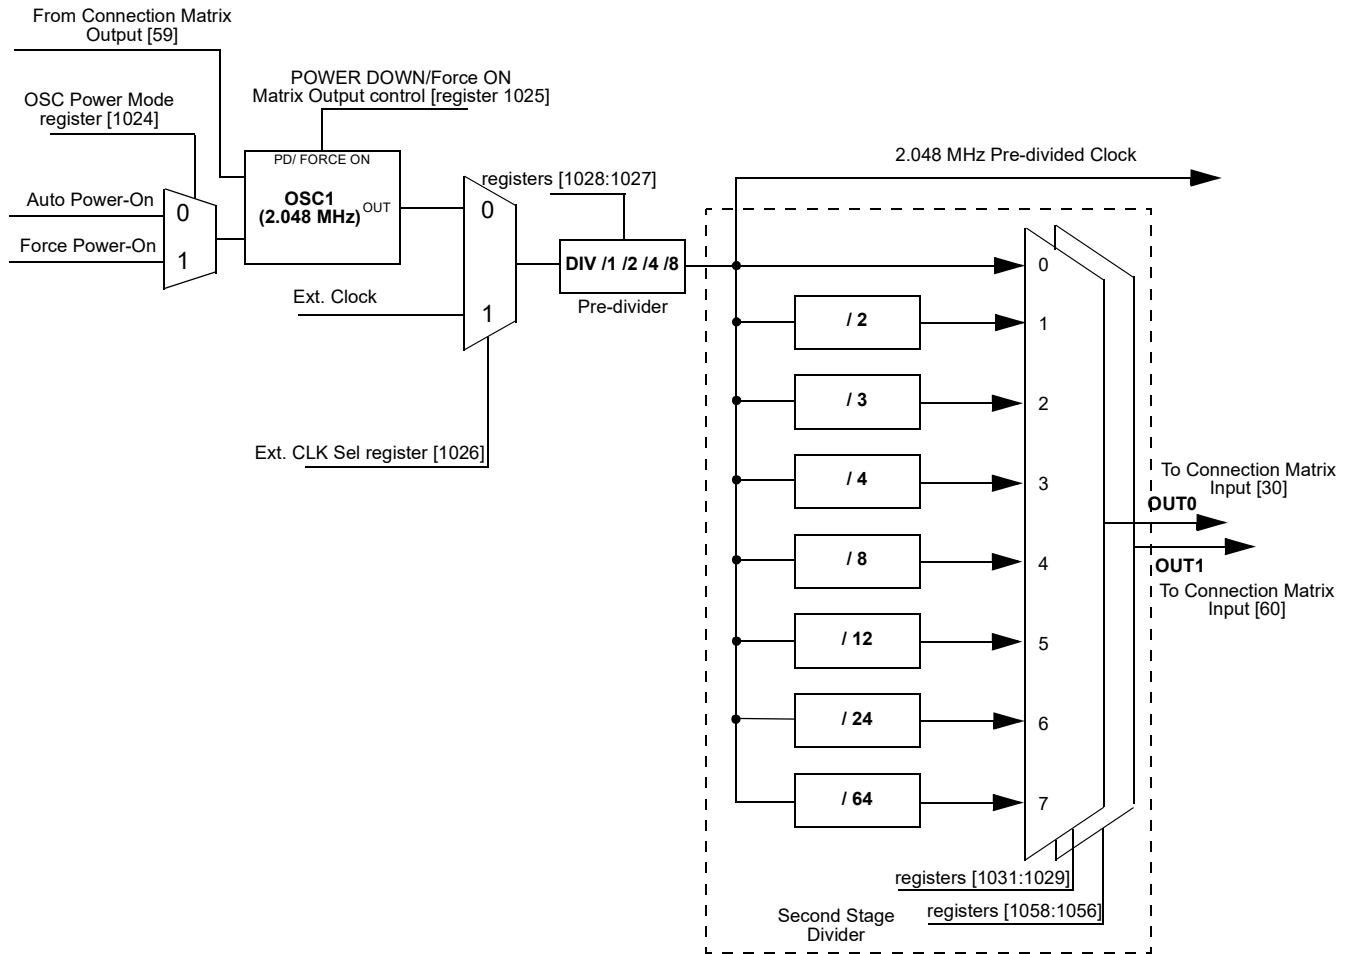 From Connection Matrix
Output [59]
POWER DOWN/Force ON
Matrix Output control [register 1025]
OSC Power Mode
register [1024]
PD/ FORCE ON
OSC1
(2.048 MHz)
OUT
Auto Power-On
Force Power-On
0
1
Ext. Clock
0
1
Ext. CLK Sel register [1026]
registers [1028:1027]
DIV /1 /2 /4 /8
Pre-divider
2.048 MHz Pre-divided Clock
0
/ 2
1
/ 3
2
/ 4
3
/ 8
4
/ 12
5
/ 24
6
/ 64
7
To Connection Matrix
Input [30]
OUT0
OUT1
To Connection Matrix
Input [60]
registers [1031:1029]
registers [1058:1056]
Second Stage
Divider